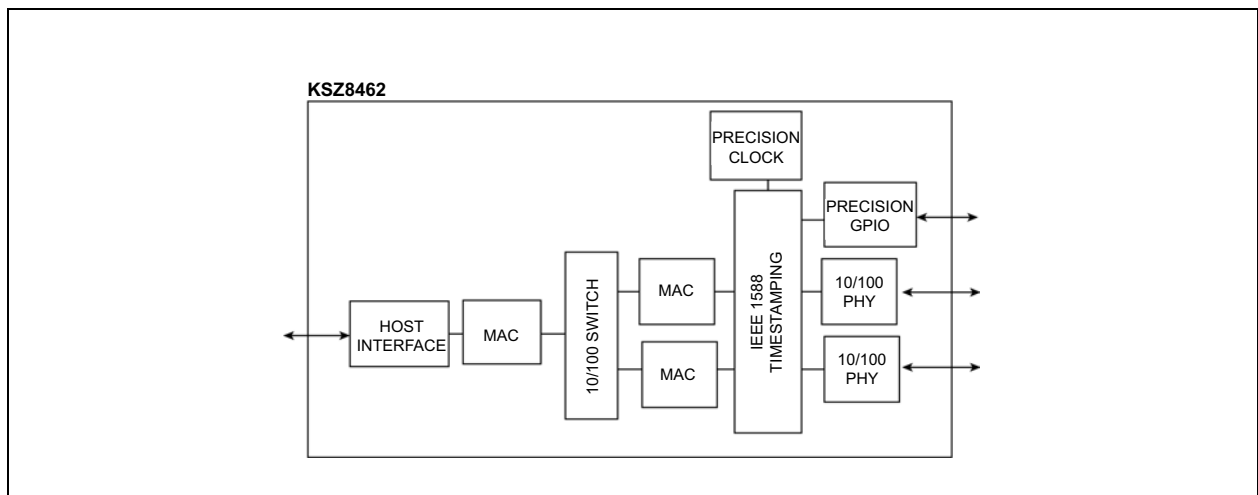 KSZ8462
PRECISION
CLOCK
PRECISION
GPIO
10/100
PHY
10/100
PHY
IEEE 1588
TIMESTAMPING
MAC
MAC
10/100 SWITCH
MAC
HOST
INTERFACE